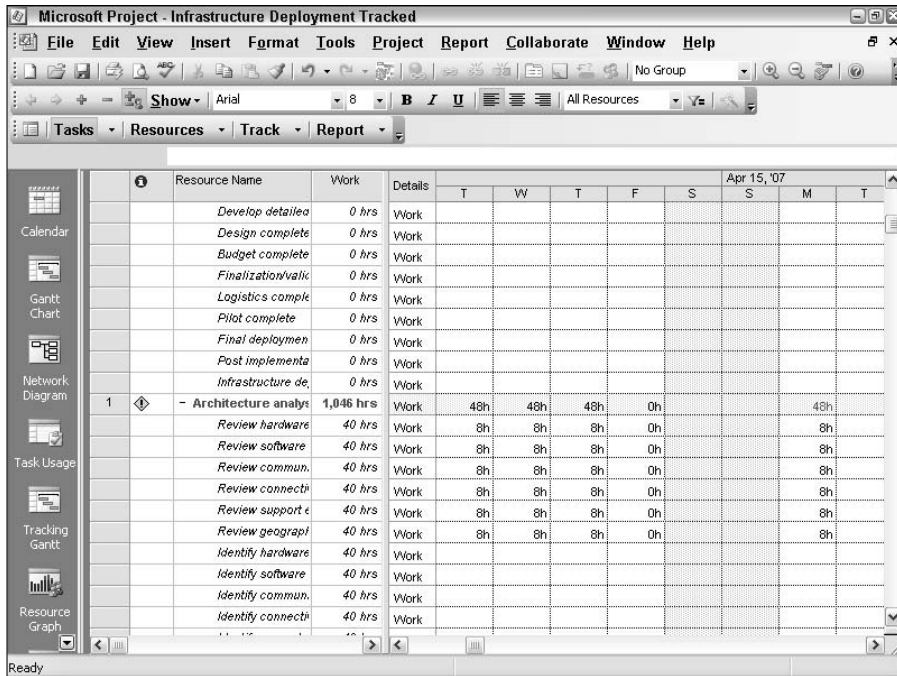 Microsoft Project - Infrastructure Deployment Tracked
File Edit View Insert Format Tools Project Report Collaborate Window Help
No Group
Show Arial 8 B I U All Resources
Tasks Resources Track Report
Resource Name Work Details Apr 15, '07
T W T F S S M T
Develop detailed 0 hrs Work
Design complete 0 hrs Work
Budget complete 0 hrs Work
Finalization/valic 0 hrs Work
Logistics comple 0 hrs Work
Pilot complete 0 hrs Work
Final deploymen 0 hrs Work
Post implementa 0 hrs Work
Infrastructure de, 0 hrs Work
1 - Architecture analys 1,046 hrs Work 48h 48h 48h 0h 48h
Review hardware 40 hrs Work 8h 8h 8h 0h 8h
Review software 40 hrs Work 8h 8h 8h 0h 8h
Review commun. 40 hrs Work 8h 8h 8h 0h 8h
Review connecti 40 hrs Work 8h 8h 8h 0h 8h
Review support e 40 hrs Work 8h 8h 8h 0h 8h
Review geograpl 40 hrs Work 8h 8h 8h 0h 8h
Identify hardware 40 hrs Work
Identify software 40 hrs Work
Identify commun. 40 hrs Work
Identify connecti 40 hrs Work
Calendar
Gantt
Chart
Network
Diagram
Task Usage
Tracking
Gantt
Resource
Graph
Ready